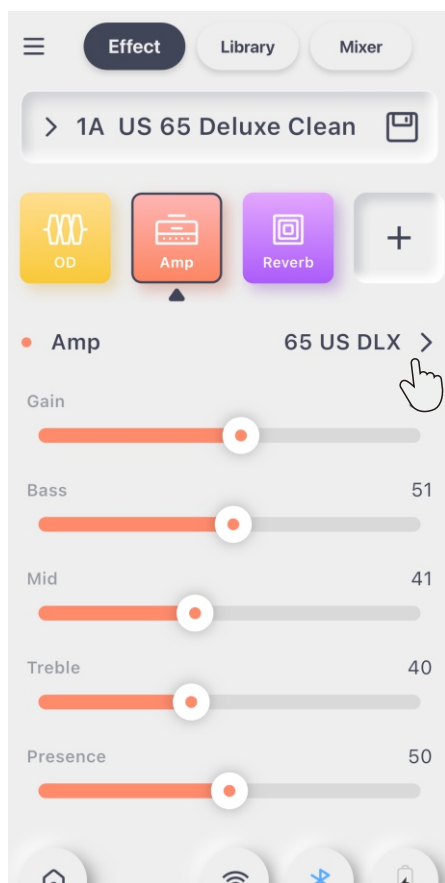 Effect Library Mixer
1A US 65 Deluxe Clean
OD Amp Reverb
Amp 65 US DLX
Gain
Bass 51
Mid 41
Treble 40
Presence 50